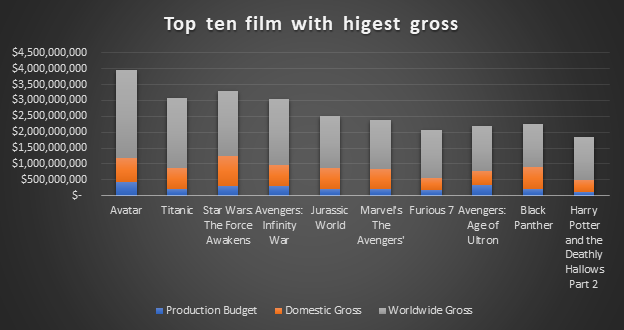 Top ten film with higest gross
$4,500,000,000
$4,000,000,000
$3,500,000,000
$3,000,000,000
$2,500,000,000
$2,000,000,000
$1,500,000,000
$1,000,000,000
$500,000,000
$-
Avatar
Titanic
Star Wars:
The Force
Awakens
Avengers:
Infinity
War
Jurassic
World
Marvel's
The
Avengers'
Furious 7
Avengers:
Age of
Ultron
Black
Panther
Harry
Potter
and the
Deathly
Hallows
Part 2
Production Budget
Domestic Gross
Worldwide Gross